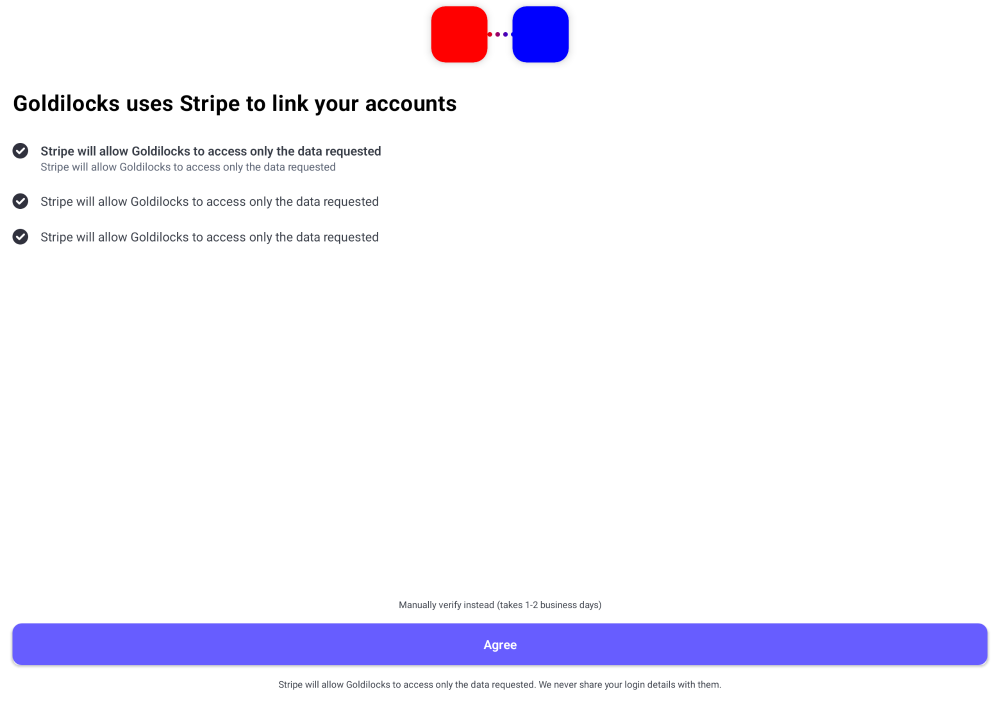 Goldilocks uses Stripe to link your accounts
Stripe will allow Goldilocks to access only the data requested
Stripe will allow Goldilocks to access only the data requested
Stripe will allow Goldilocks to access only the data requested
Stripe will allow Goldilocks to access only the data requested
Manually verify instead (takes 1-2 business days)
Agree
Stripe will allow Goldilocks to access only the data requested. We never share your login details with them.